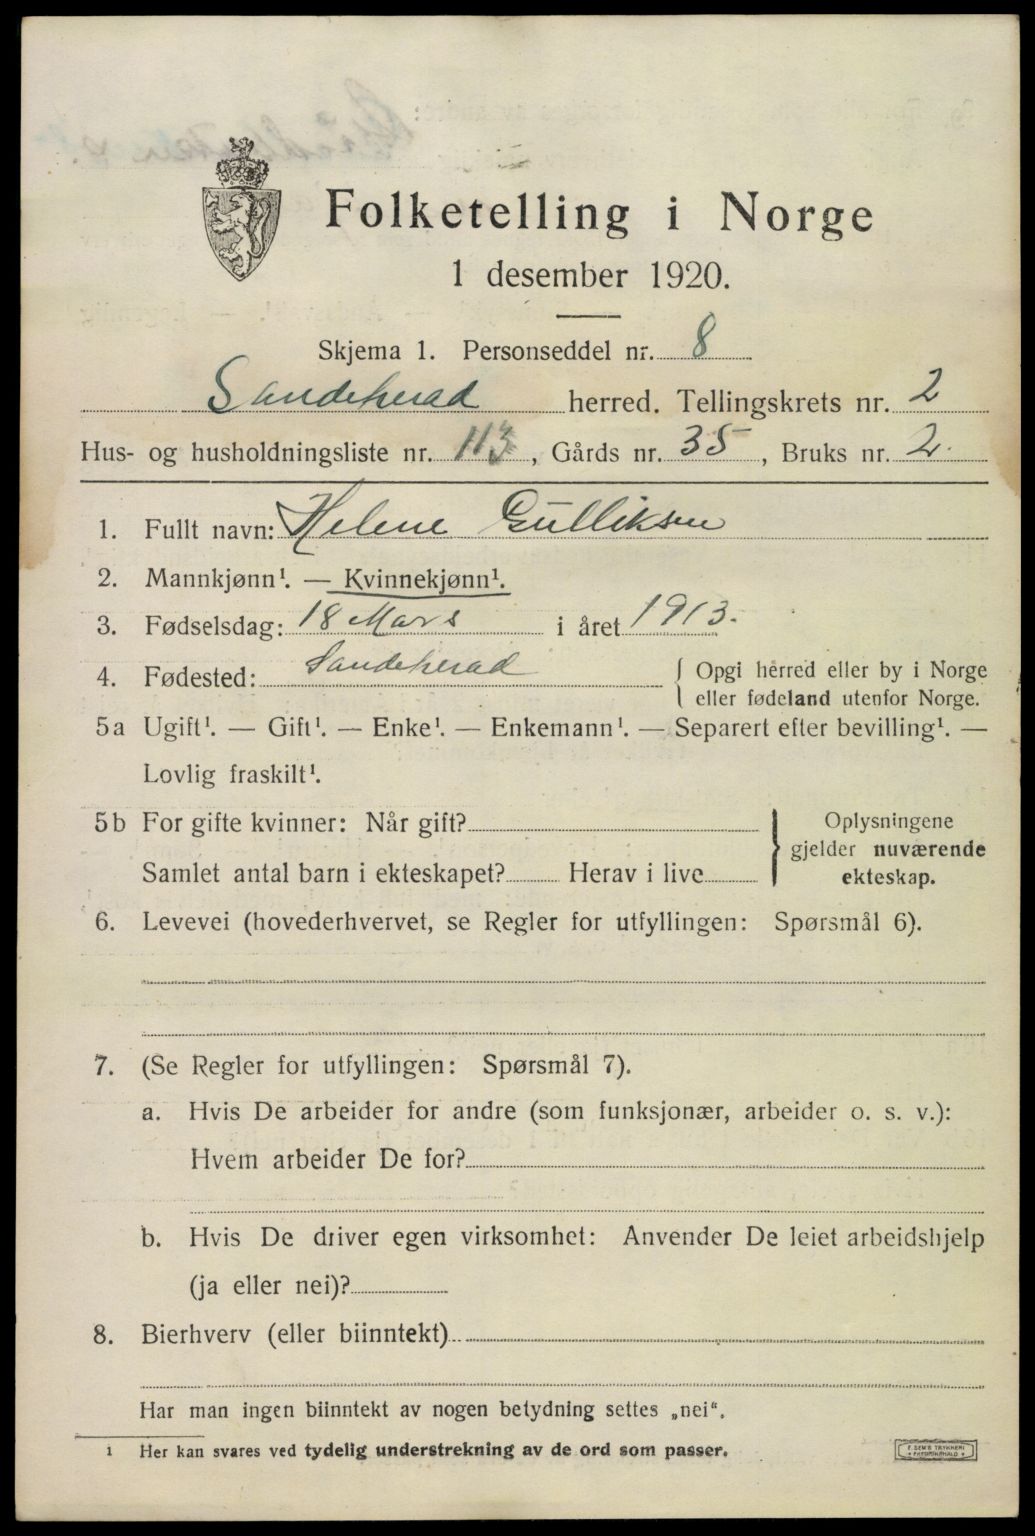 Folketelling i Norge
1 desember 1920.
Skjema 1. Personseddel nr. 8
Sandeherad herred. Tellingskrets nr. 2
Hus- og husholdningsliste nr. 113, Gårds nr. 35, Bruks nr. 2.
1. Fullt navn: Helene Gulliksen
2. Mannkjønn¹. — Kvinnekjønn¹.
3. Fødselsdag: 18 Mars i året 1913.
4. Fødested: Sandeherad { Opgi herred eller by i Norge
eller fødeland utenfor Norge.
5a Ugift¹. — Gift¹. — Enke¹. — Enkemann¹. — Separert efter bevilling¹. —
Lovlig fraskilt¹.
5b For gifte kvinner: Når gift?
Samlet antal barn i ekteskapet? Herav i live
} Oplysningene
gjelder nuværende
ekteskap.
6. Levevei (hovederhvervet, se Regler for utfyllingen: Spørsmål 6).
7. (Se Regler for utfyllingen: Spørsmål 7).
a. Hvis De arbeider for andre (som funksjonær, arbeider o. s. v.):
Hvem arbeider De for?
b. Hvis De driver egen virksomhet: Anvender De leiet arbeidshjelp
(ja eller nei)?
8. Bierhverv (eller biinntekt)
Har man ingen biinntekt av nogen betydning settes „nei“.
1 Her kan svares ved tydelig understrekning av de ord som passer.
F. SEM'S TRYKKERI
FREDRIKSHALD